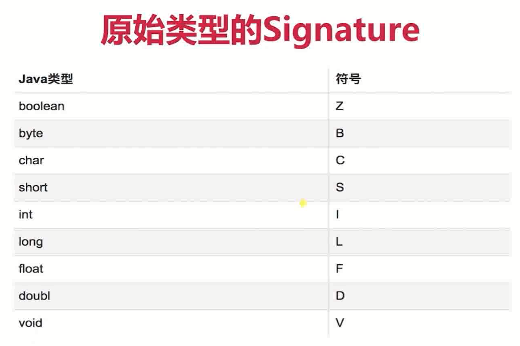 原始类型的Signature
Java类型 符号
boolean Z
byte B
char C
short S
int I
long L
float F
doubl D
void V